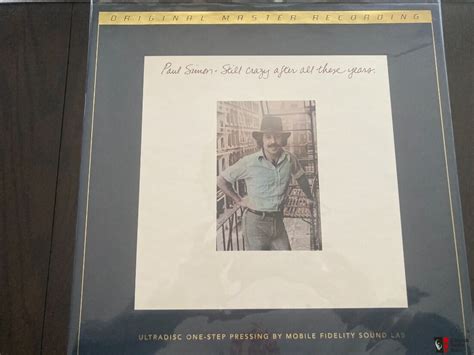 ORIGINAL MASTER RECORDING
Paul Simon · Still crazy after all these years.
ULTRADISC ONE-STEP PRESSING BY MOBILE FIDELITY SOUND LAB